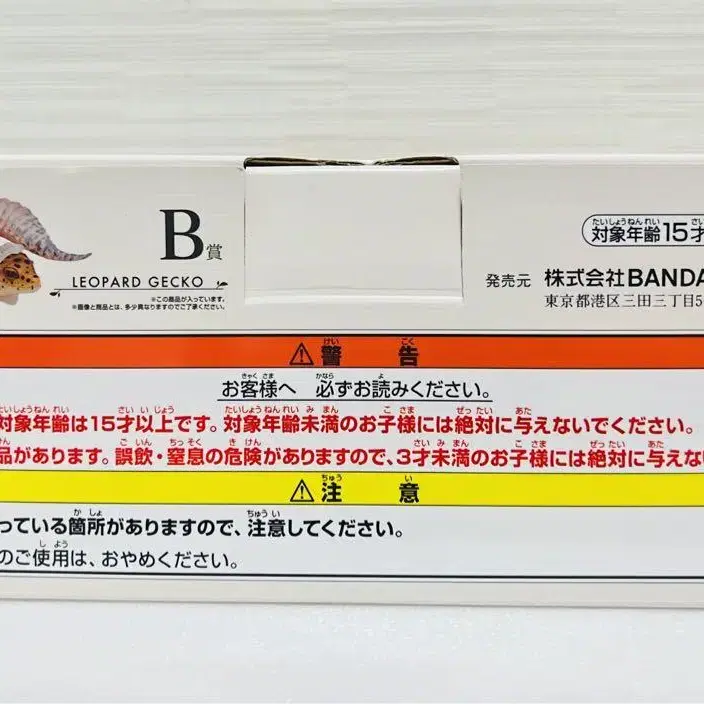 B賞
LEOPARD GECKO
※この商品が入っています。
※画像と商品とは、多少異なりますのでご了承ください。
対象年齢15才
発売元 株式会社BANDA
東京都港区三田三丁目5
⚠警告
お客様へ 必ずお読みください。
対象年齢は15才以上です。対象年齢未満のお子様には絶対に与えないでください。
品があります。誤飲・窒息の危険がありますので、3才未満のお子様には絶対に与えな
⚠注意
っている箇所がありますので、注意してください。
のご使用は、おやめください。